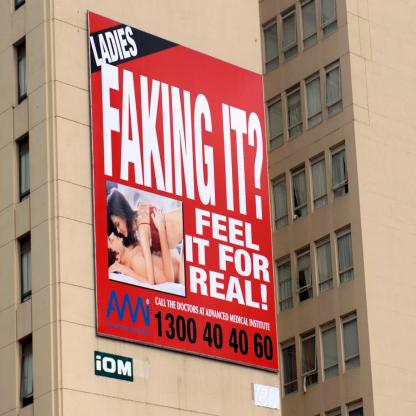 LADIES
FAKING IT?
FEEL
IT FOR
REAL!
AMI
CALL THE DOCTORS AT ADVANCED MEDICAL INSTITUTE
1300 40 40 60
iOM